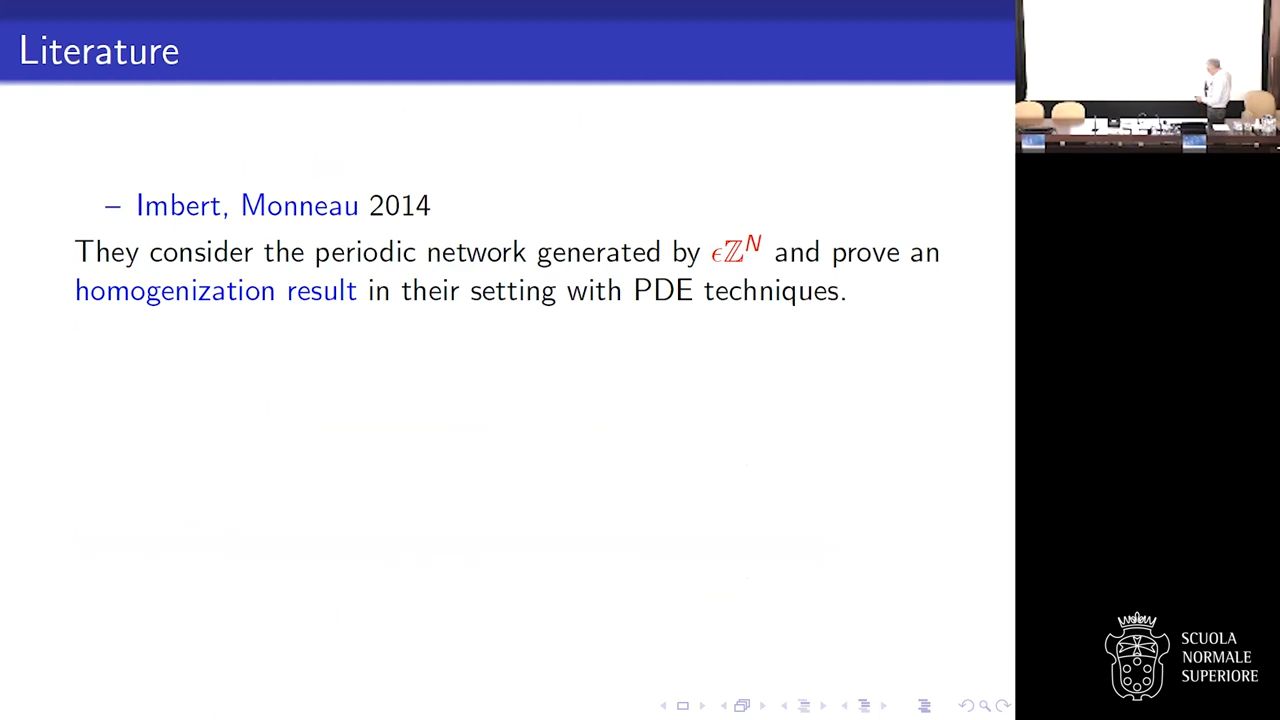 Literature
– Imbert, Monneau 2014
They consider the periodic network generated by ϵℤᴺ and prove an
homogenization result in their setting with PDE techniques.
SCUOLA
NORMALE
SUPERIORE